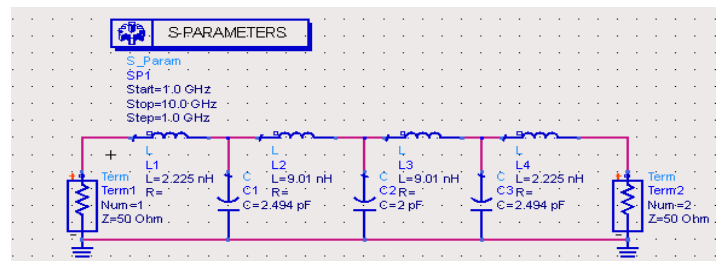 S-PARAMETERS
S_Param
SP1
Start=1.0 GHz
Stop=10.0 GHz
Step=1.0 GHz
L L L L
L1 L2 L3 L4
Term C L=2.225 nH C L=9.01 nH C L=9.01 nH C L=2.225 nH Term
Term1 R= C1 R= C2 R= C3 R= Term2
Num=1 C=2.494 pF C=2 pF C=2.494 pF Num=2
Z=50 Ohm Z=50 Ohm